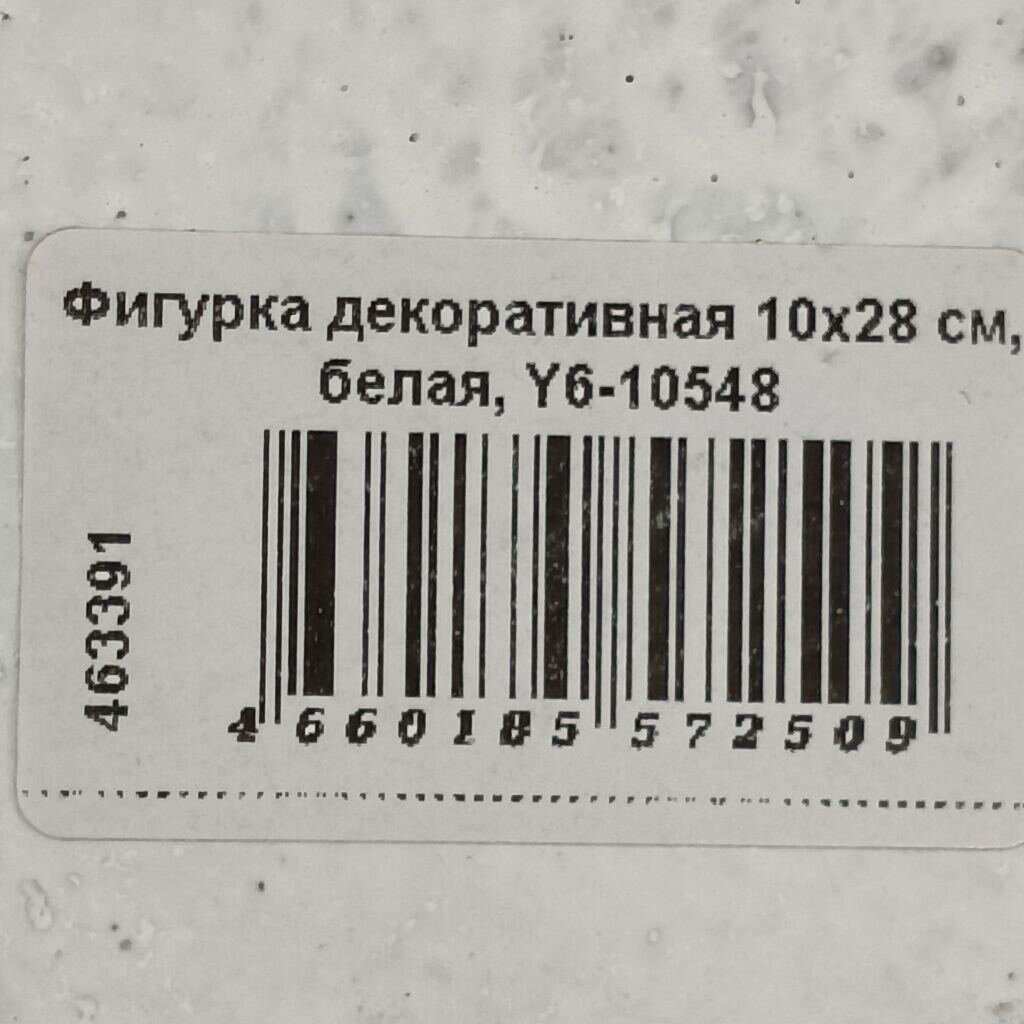 Фигурка декоративная 10х28 см,
белая, Y6-10548
463391
4 660185 572509